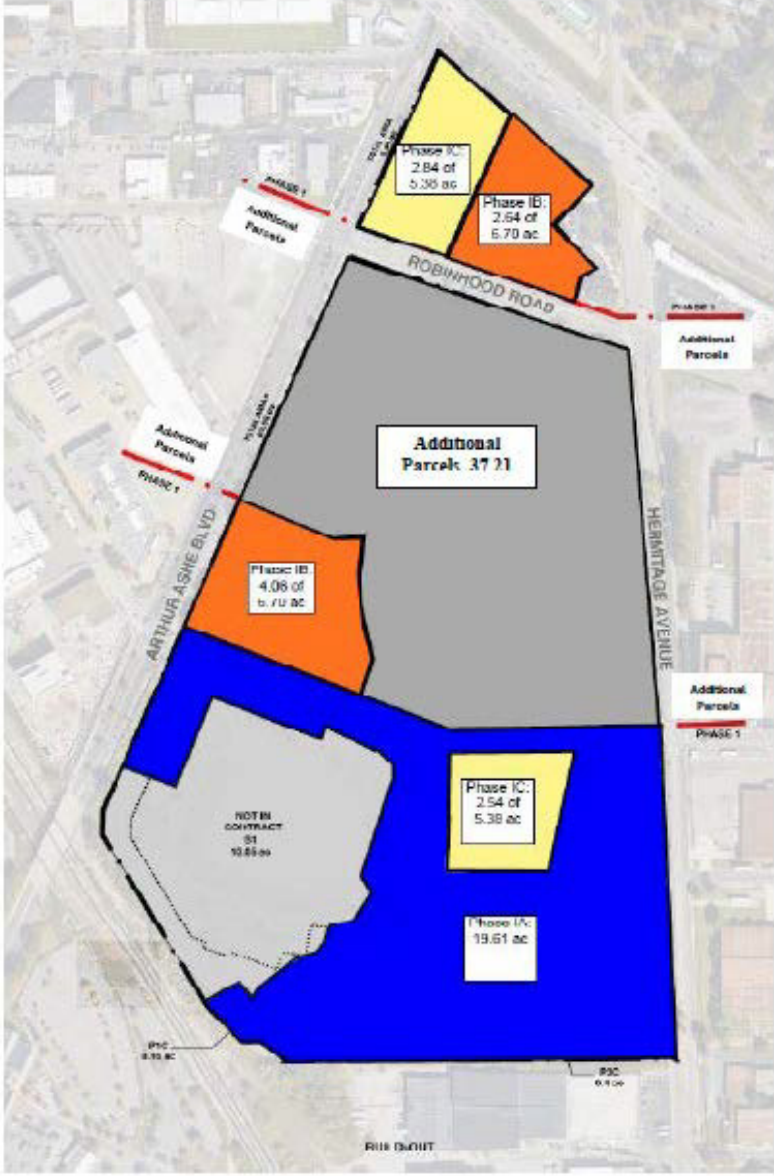 Phase IC:
2.84 of
5.38 ac
PHASE 1
Additional
Parcels
Phase IB:
2.64 of
6.70 ac
ROBINHOOD ROAD
PHASE 1
Additional
Parcels
Additional
Parcels
PHASE 1
Additional
Parcels 37.21
ARTHUR ASHE BLVD
HERMITAGE AVENUE
Phase IB:
4.06 of
6.70 ac
Additional
Parcels
PHASE 1
NOT IN
CONTRACT
Phase IC:
2.54 of
5.38 ac
Phase IA:
19.61 ac
BUILD-OUT